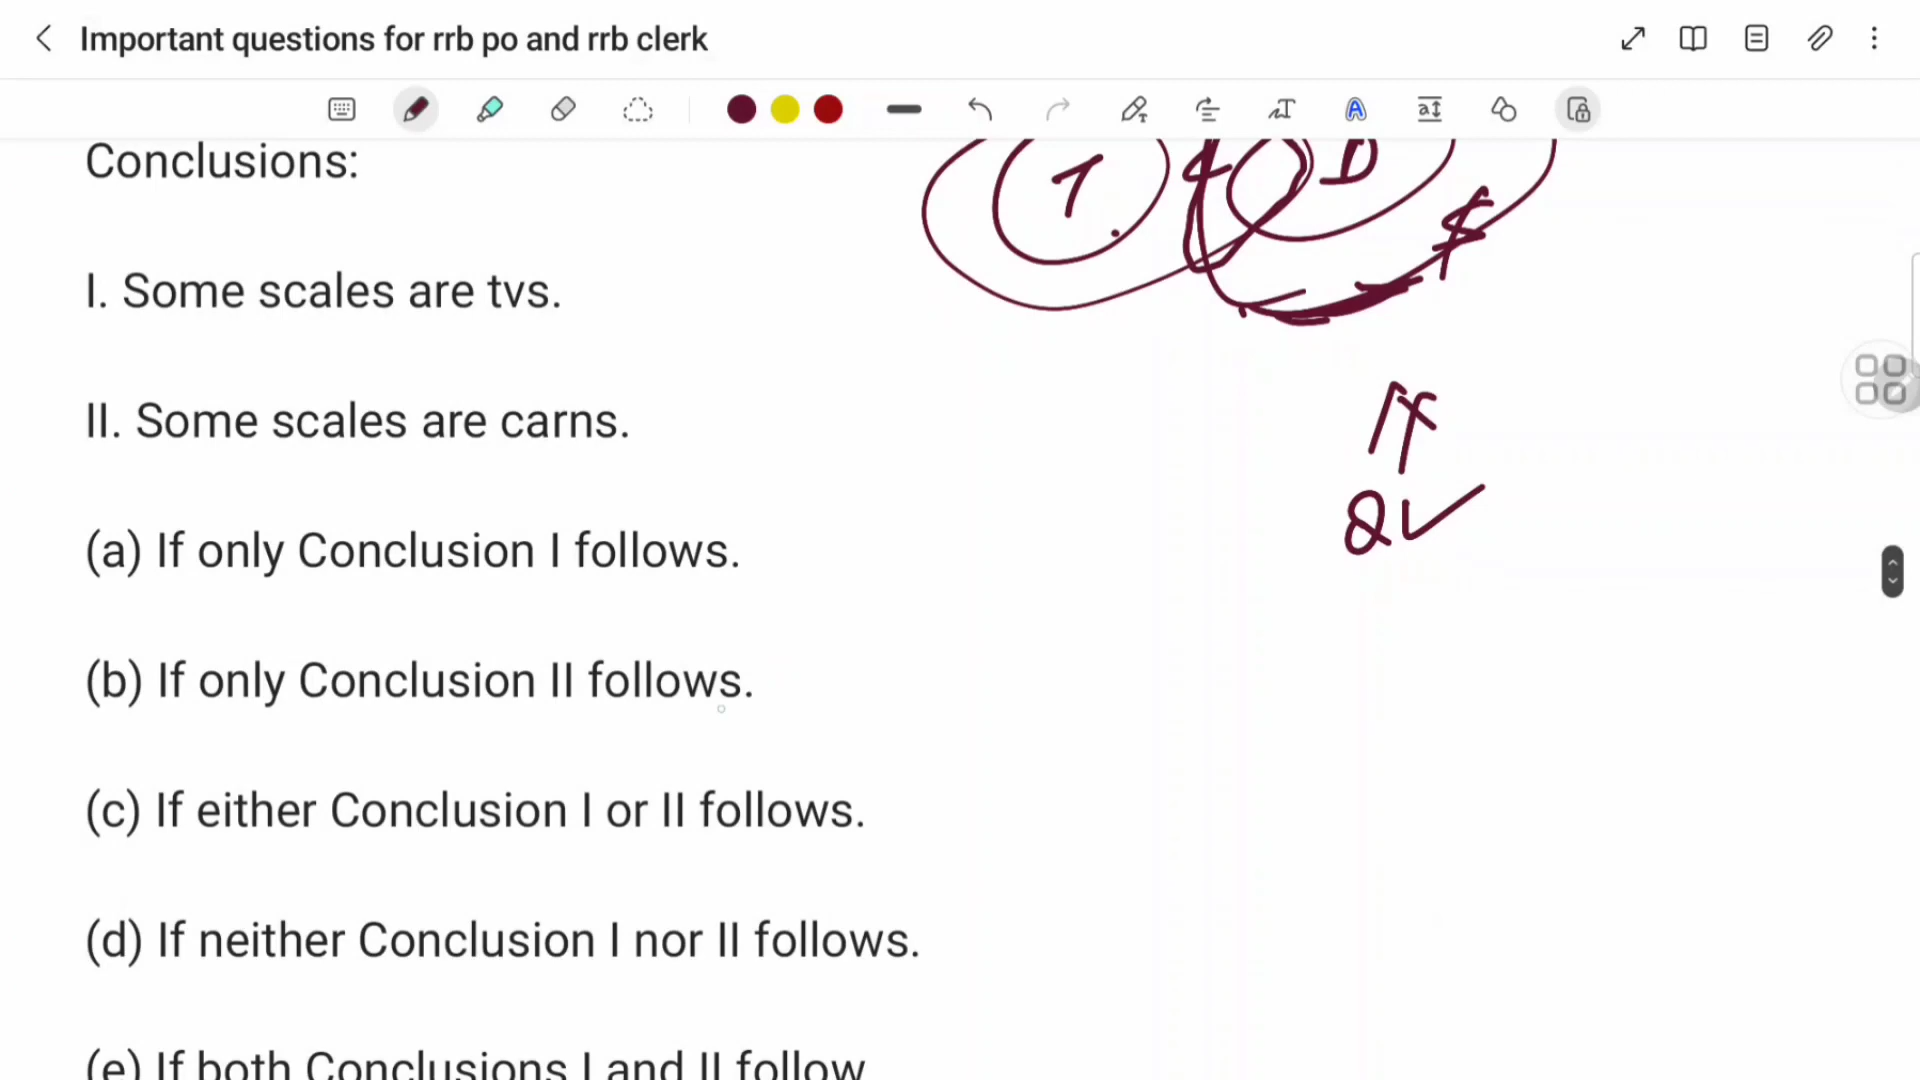 Important questions for rrb po and rrb clerk
Conclusions:
T
D
I. Some scales are tvs.
II. Some scales are carns.
(a) If only Conclusion I follows.
(b) If only Conclusion II follows.
(c) If either Conclusion I or II follows.
(d) If neither Conclusion I nor II follows.
(e) If both Conclusions I and II follow